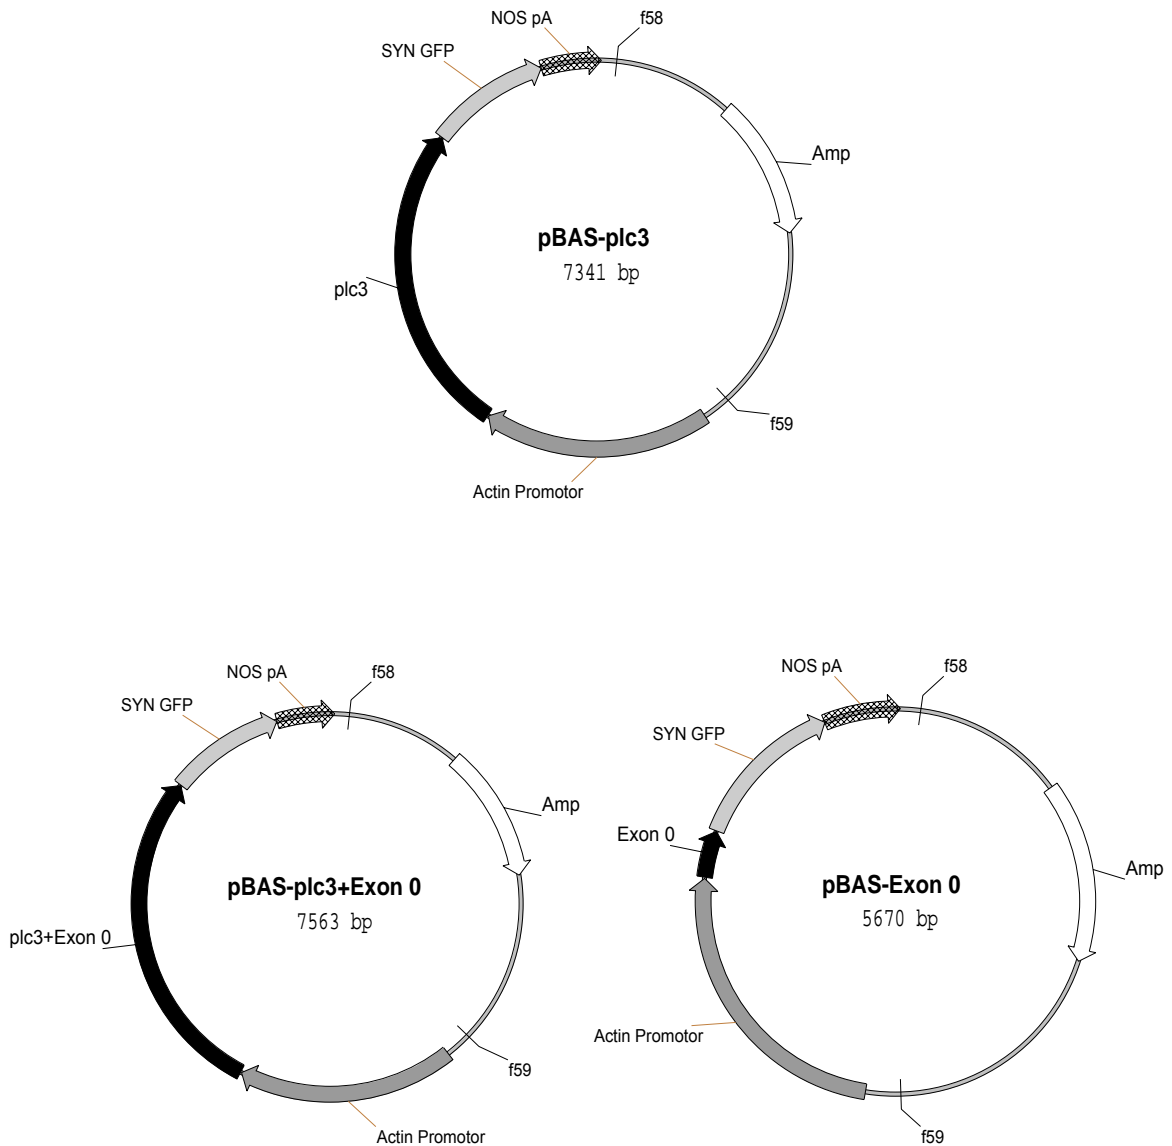 NOS pA
f58
SYN GFP
Amp
pBAS-plc3
7341 bp
plc3
f59
Actin Promotor
NOS pA
f58
SYN GFP
Amp
pBAS-plc3+Exon 0
7563 bp
plc3+Exon 0
f59
Actin Promotor
NOS pA
f58
SYN GFP
Exon 0
Amp
pBAS-Exon 0
5670 bp
Actin Promotor
f59